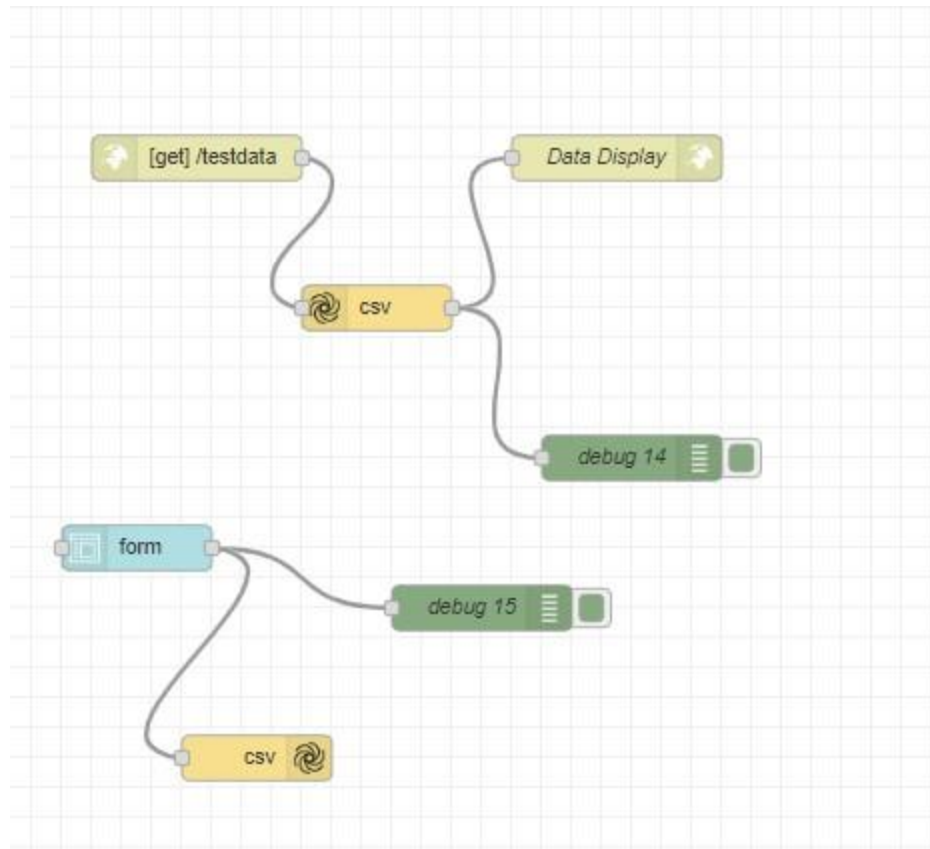 [get] /testdata
Data Display
csv
debug 14
form
debug 15
csv